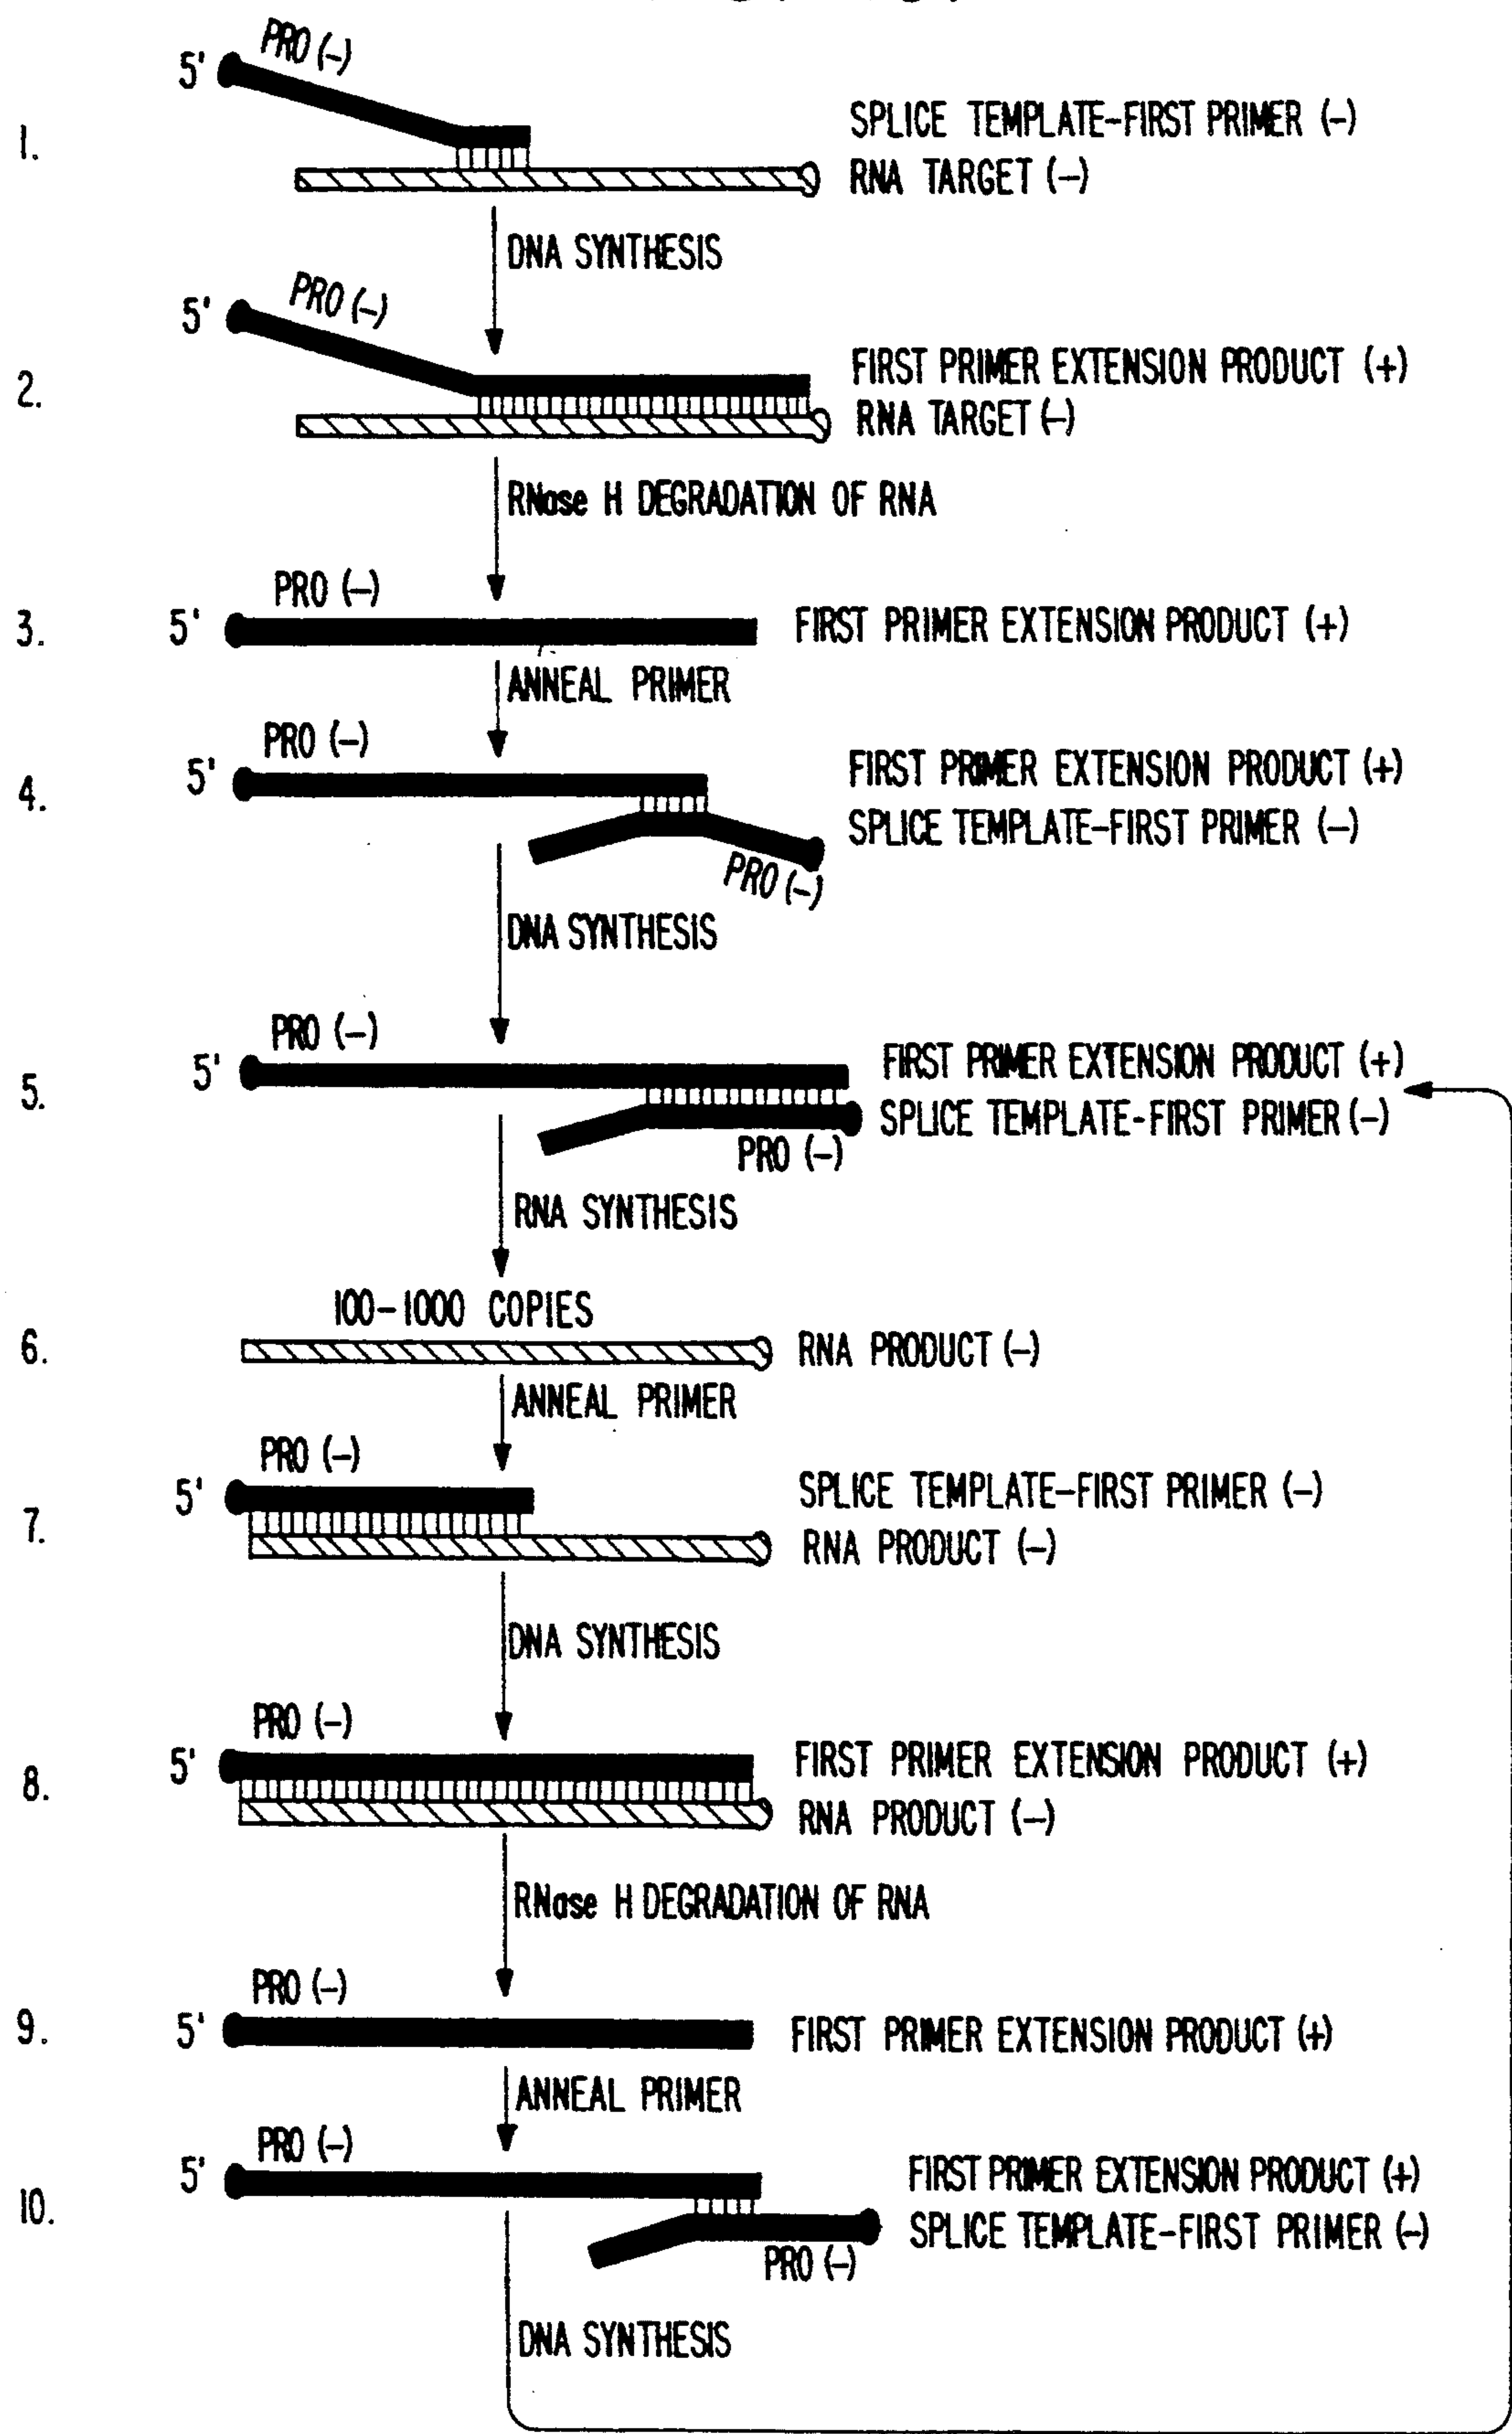 PRO (-)
5'
1.
SPLICE TEMPLATE-FIRST PRIMER (-)
RNA TARGET (-)
DNA SYNTHESIS
PRO (-)
5'
2.
FIRST PRIMER EXTENSION PRODUCT (+)
RNA TARGET (-)
RNase H DEGRADATION OF RNA
PRO (-)
3.
5'
FIRST PRIMER EXTENSION PRODUCT (+)
ANNEAL PRIMER
PRO (-)
5'
4.
FIRST PRIMER EXTENSION PRODUCT (+)
SPLICE TEMPLATE-FIRST PRIMER (-)
PRO (-)
DNA SYNTHESIS
PRO (-)
5'
5.
FIRST PRIMER EXTENSION PRODUCT (+)
SPLICE TEMPLATE-FIRST PRIMER (-)
PRO (-)
RNA SYNTHESIS
100-1000 COPIES
6.
RNA PRODUCT (-)
ANNEAL PRIMER
PRO (-)
5'
7.
SPLICE TEMPLATE-FIRST PRIMER (-)
RNA PRODUCT (-)
DNA SYNTHESIS
PRO (-)
5'
8.
FIRST PRIMER EXTENSION PRODUCT (+)
RNA PRODUCT (-)
RNase H DEGRADATION OF RNA
PRO (-)
9.
5'
FIRST PRIMER EXTENSION PRODUCT (+)
ANNEAL PRIMER
PRO (-)
5'
10.
FIRST PRIMER EXTENSION PRODUCT (+)
SPLICE TEMPLATE-FIRST PRIMER (-)
PRO (-)
DNA SYNTHESIS